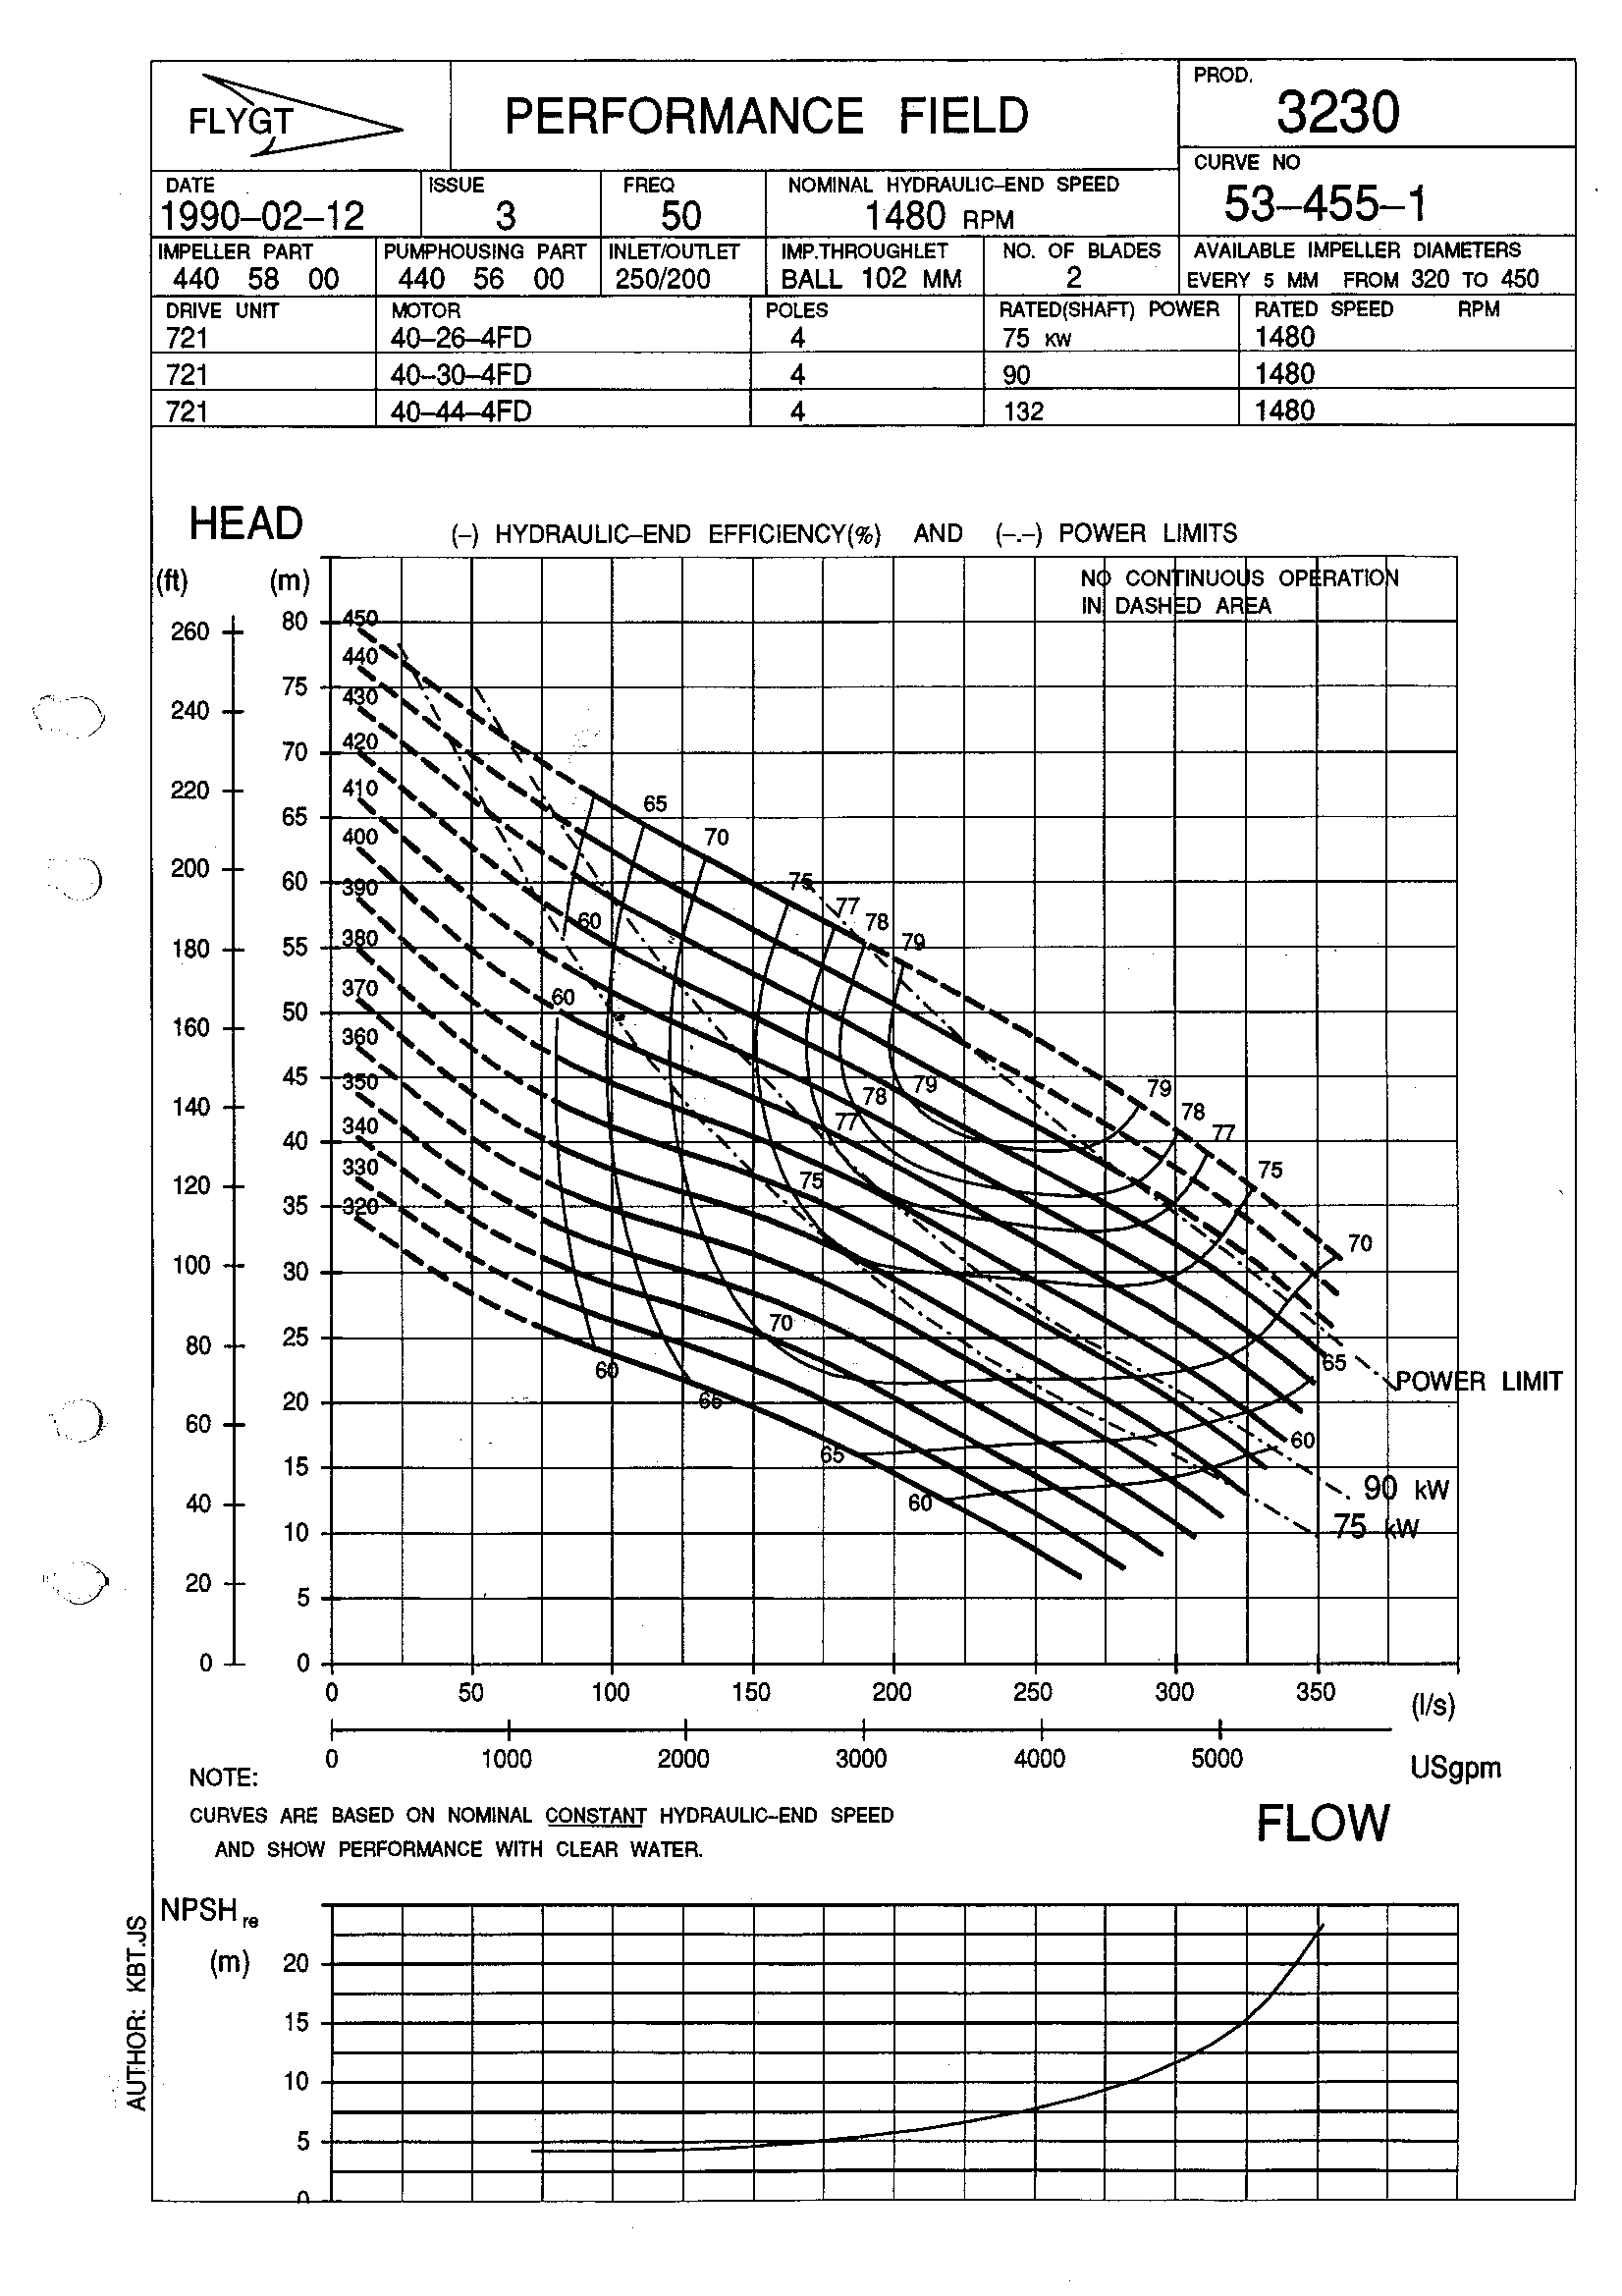 FLYGT
PERFORMANCE FIELD
PROD.
3230
CURVE NO
53-455-1
DATE
1990-02-12
ISSUE
3
FREQ
50
NOMINAL HYDRAULIC-END SPEED
1480 RPM
IMPELLER PART
440 58 00
PUMPHOUSING PART
440 56 00
INLET/OUTLET
250/200
IMP.THROUGHLET
BALL 102 MM
NO. OF BLADES
2
AVAILABLE IMPELLER DIAMETERS
EVERY 5 MM FROM 320 TO 450
DRIVE UNIT MOTOR POLES RATED(SHAFT) POWER RATED SPEED RPM
721 40-26-4FD 4 75 KW 1480
721 40-30-4FD 4 90 1480
721 40-44-4FD 4 132 1480
HEAD
(-) HYDRAULIC-END EFFICIENCY(%) AND (-.-) POWER LIMITS
(ft)
(m)
NO CONTINUOUS OPERATION
IN DASHED AREA
260
240
220
200
180
160
140
120
100
80
60
40
20
0
80
75
70
65
60
55
50
45
40
35
30
25
20
15
10
5
0
450
440
430
420
410
400
390
380
370
360
350
340
330
320
65
70
75
77
78
79
60
60
79
78
77
75
79
78
77
75
70
70
65
60
65
65
60
60
POWER LIMIT
90 kW
75 kW
0 50 100 150 200 250 300 350 (l/s)
0 1000 2000 3000 4000 5000 USgpm
FLOW
NOTE:
CURVES ARE BASED ON NOMINAL CONSTANT HYDRAULIC-END SPEED
AND SHOW PERFORMANCE WITH CLEAR WATER.
NPSH re
(m)
20
15
10
5
0
AUTHOR: KBT.JS